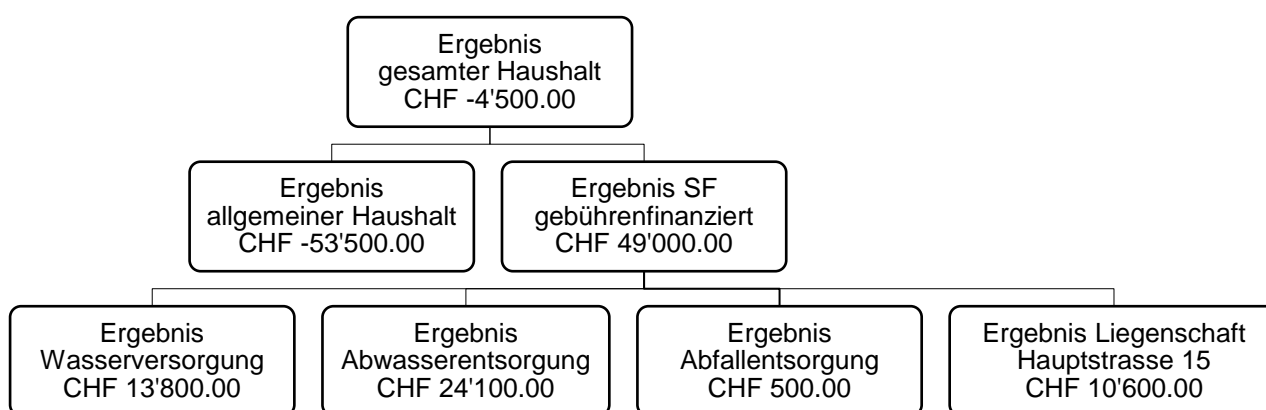 Ergebnis
gesamter Haushalt
CHF -4'500.00
Ergebnis
allgemeiner Haushalt
CHF -53'500.00
Ergebnis SF
gebührenfinanziert
CHF 49'000.00
Ergebnis
Wasserversorgung
CHF 13'800.00
Ergebnis
Abwasserentsorgung
CHF 24'100.00
Ergebnis
Abfallentsorgung
CHF 500.00
Ergebnis Liegenschaft
Hauptstrasse 15
CHF 10'600.00